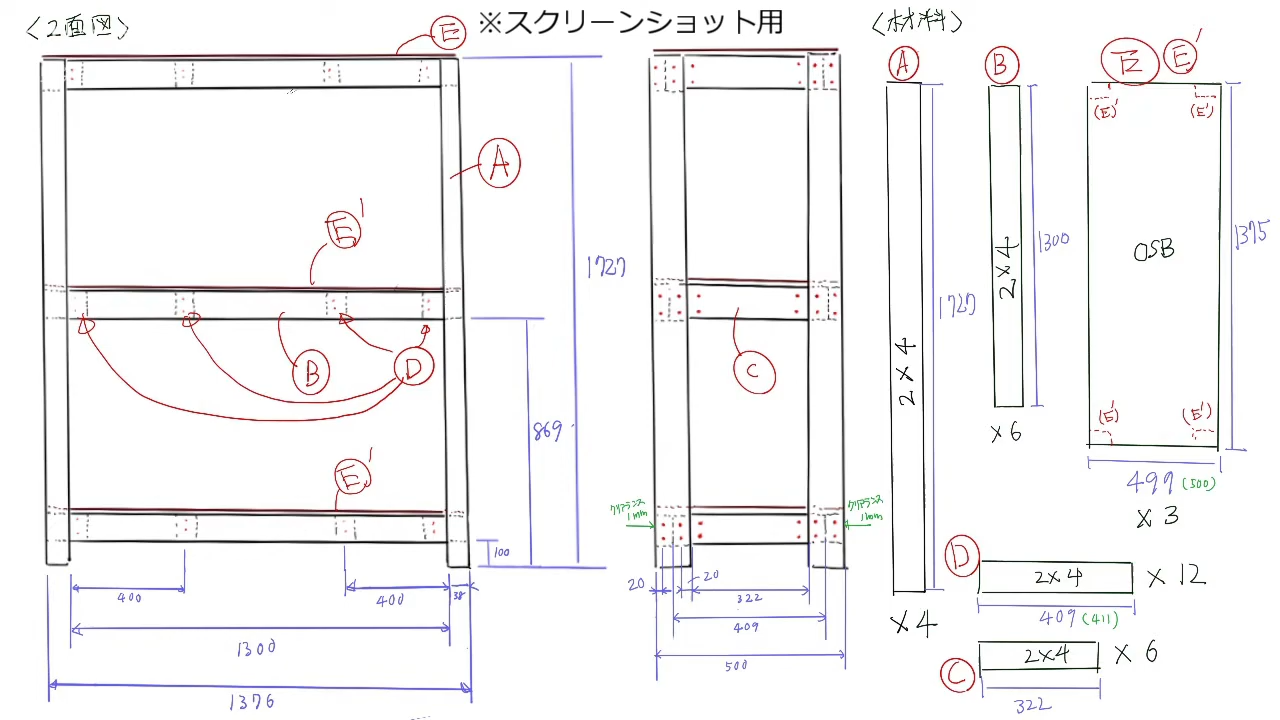 〈2面図〉
※スクリーンショット用
〈材料〉
E
A
B
E E'
(E')
(E')
A
E'
1727
1300
1375
OSB
2×4
1727
2×4
B
D
C
869
×6
(E')
(E')
E'
499 (500)
×3
クリアランス
1mm
クリアランス
1mm
100
D
2×4
×12
409 (411)
400
400
38
20
20
322
409
×4
1300
500
C
2×4
×6
322
1376